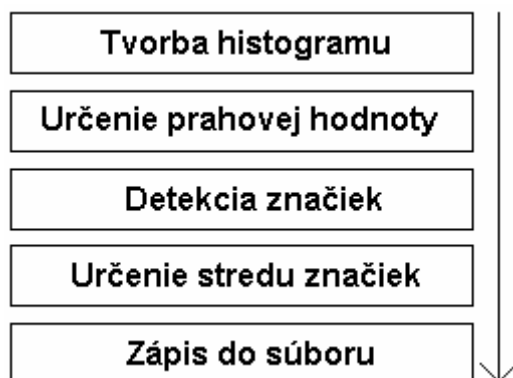 Tvorba histogramu
Určenie prahovej hodnoty
Detekcia značiek
Určenie stredu značiek
Zápis do súboru